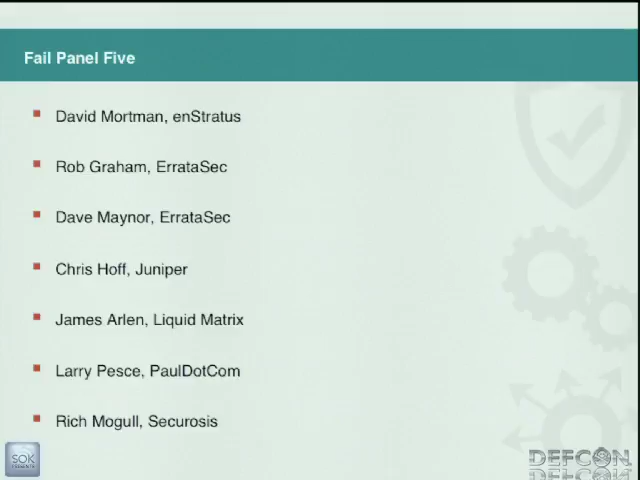 Fail Panel Five
David Mortman, enStratus
Rob Graham, ErrataSec
Dave Maynor, ErrataSec
Chris Hoff, Juniper
James Arlen, Liquid Matrix
Larry Pesce, PaulDotCom
Rich Mogull, Securosis
SOK
DEFCON